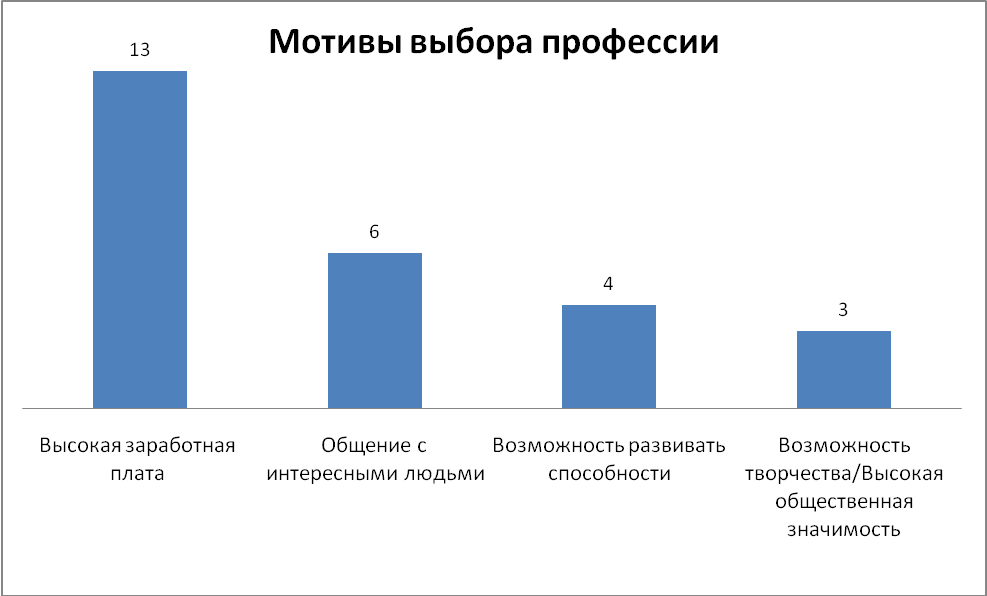 Мотивы выбора профессии
13
6
4
3
Высокая заработная
плата
Общение с
интересными людьми
Возможность развивать
способности
Возможность
творчества/Высокая
общественная
значимость